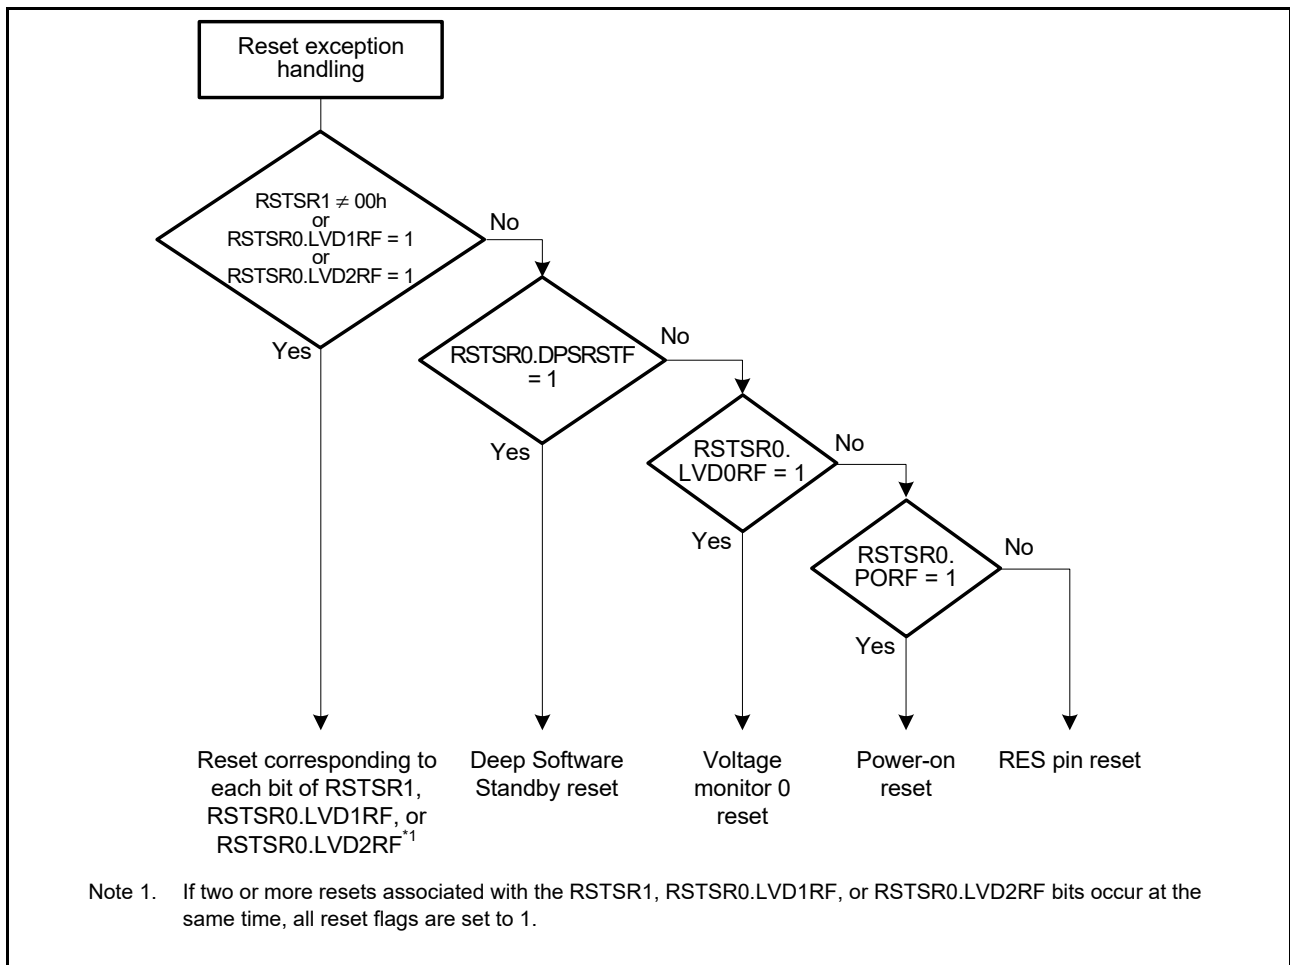 Reset exception
handling
RSTSR1 ≠ 00h
or
RSTSR0.LVD1RF = 1
or
RSTSR0.LVD2RF = 1
No
Yes
RSTSR0.DPSRSTF
= 1
No
Yes
RSTSR0.
LVD0RF = 1
No
Yes
RSTSR0.
PORF = 1
No
Yes
Reset corresponding to
each bit of RSTSR1,
RSTSR0.LVD1RF, or
RSTSR0.LVD2RF*1
Deep Software
Standby reset
Voltage
monitor 0
reset
Power-on
reset
RES pin reset
Note 1. If two or more resets associated with the RSTSR1, RSTSR0.LVD1RF, or RSTSR0.LVD2RF bits occur at the
same time, all reset flags are set to 1.